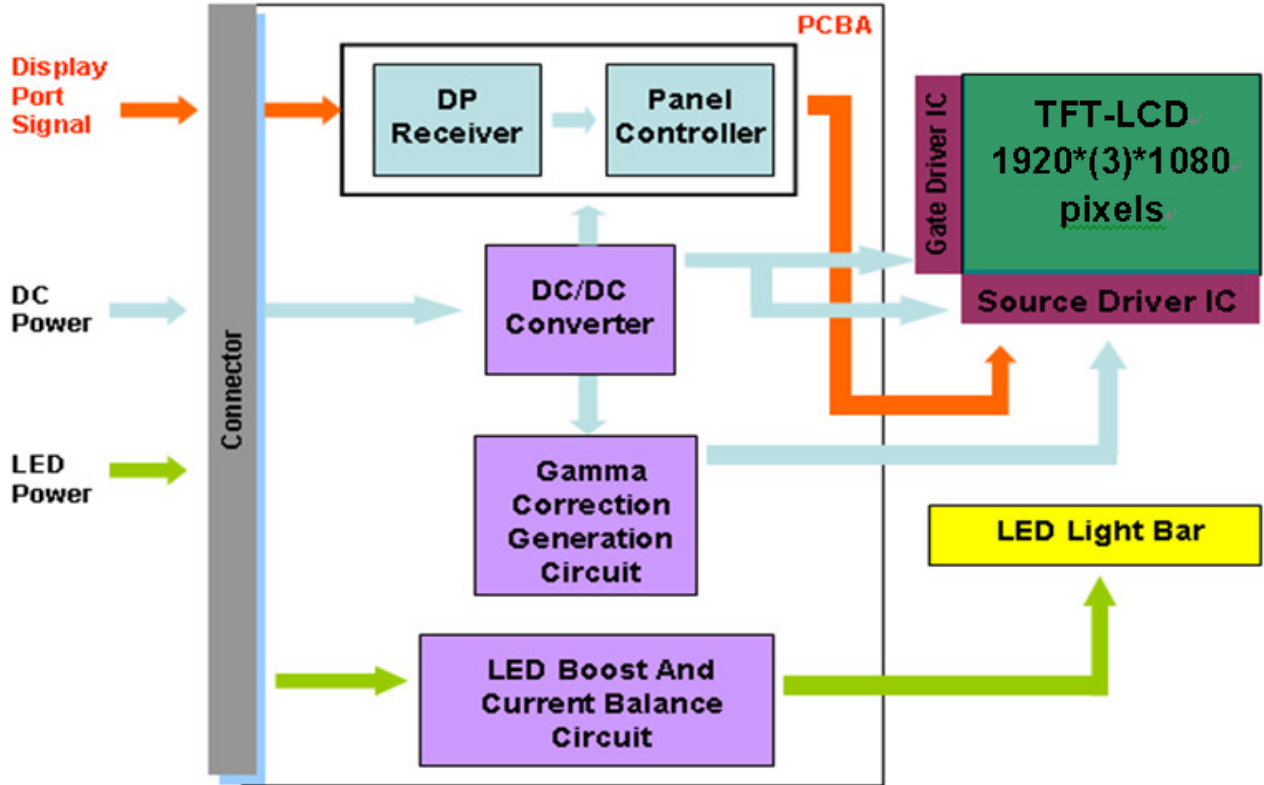 PCBA
Display
Port
Signal
DP
Receiver
Panel
Controller
Gate Driver IC
TFT-LCD
1920*(3)*1080
pixels
Source Driver IC
DC
Power
DC/DC
Converter
Connector
LED
Power
Gamma
Correction
Generation
Circuit
LED Light Bar
LED Boost And
Current Balance
Circuit